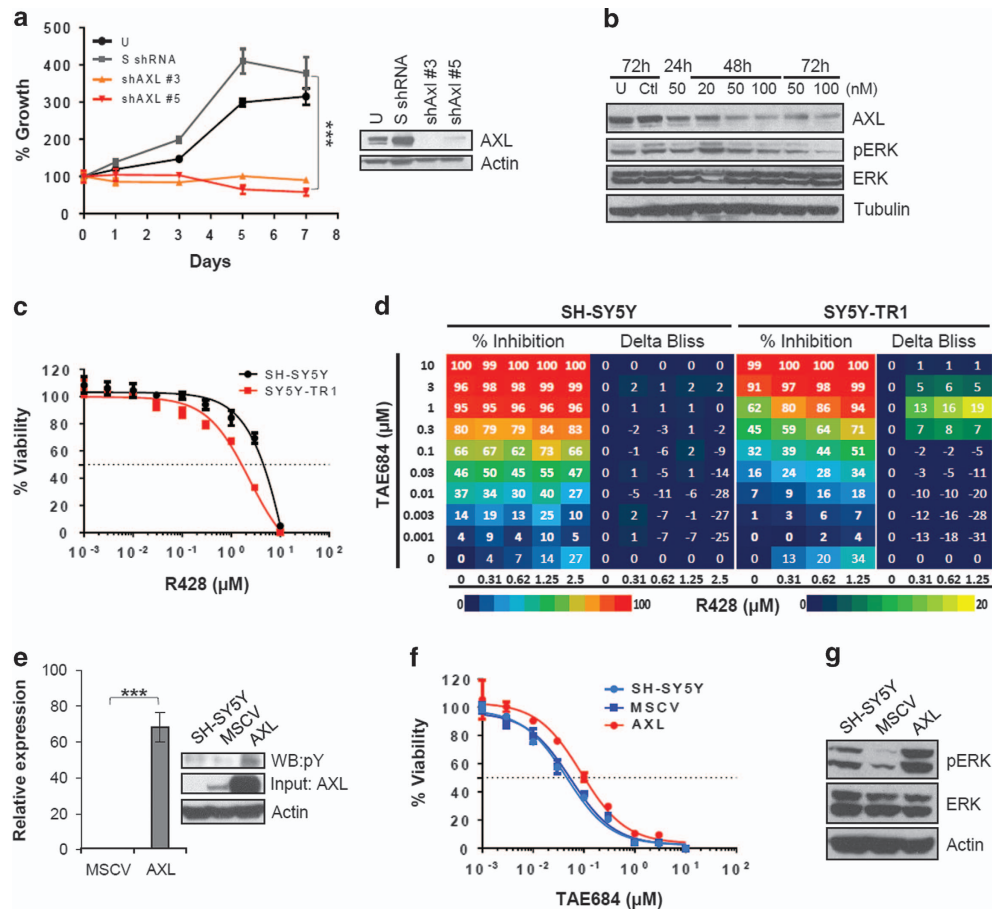 a
U
S shRNA
shAXL #3
shAXL #5
% Growth
500
400
300
200
100
0
0 1 2 3 4 5 6 7 8
Days
***
U
S shRNA
shAxl #3
shAxl #5
AXL
Actin
b
72h 24h 48h 72h
U Ctl 50 20 50 100 50 100 (nM)
AXL
pERK
ERK
Tubulin
c
SH-SY5Y
SY5Y-TR1
% Viability
120
100
80
60
40
20
0
10⁻³ 10⁻² 10⁻¹ 10⁰ 10¹ 10²
R428 (µM)
d
SH-SY5Y SY5Y-TR1
% Inhibition Delta Bliss % Inhibition Delta Bliss
TAE684 (µM)
10 100 99 100 100 100 0 0 0 0 0 99 100 100 100 0 1 1 1
3 96 98 98 99 99 0 2 1 2 2 91 97 98 99 0 5 6 5
1 95 95 96 96 96 0 1 1 1 0 62 80 86 94 0 13 16 19
0.3 80 79 79 84 83 0 -2 -3 1 -2 45 59 64 71 0 7 8 7
0.1 66 67 62 73 66 0 -1 -6 2 -9 32 39 44 51 0 -2 -2 -5
0.03 46 50 45 55 47 0 1 -5 1 -14 16 24 28 34 0 -3 -5 -11
0.01 37 34 30 40 27 0 -5 -11 -6 -28 7 9 16 18 0 -10 -10 -20
0.003 14 19 13 25 10 0 2 -7 -1 -27 1 3 6 7 0 -12 -16 -28
0.001 4 9 4 10 5 0 1 -7 -7 -25 0 0 2 4 0 -13 -18 -31
0 0 4 7 14 27 0 0 0 0 0 0 13 20 34 0 0 0 0
0 0.31 0.62 1.25 2.5 0 0.31 0.62 1.25 2.5 0 0.31 0.62 1.25 0 0.31 0.62 1.25
0 100 R428 (µM) 0 20
e
Relative expression
100
80
60
40
20
0
***
MSCV AXL
SH-SY5Y
MSCV
AXL
WB:pY
Input: AXL
Actin
f
SH-SY5Y
MSCV
AXL
% Viability
120
100
80
60
40
20
0
10⁻³ 10⁻² 10⁻¹ 10⁰ 10¹
TAE684 (µM)
g
SH-SY5Y
MSCV
AXL
pERK
ERK
Actin